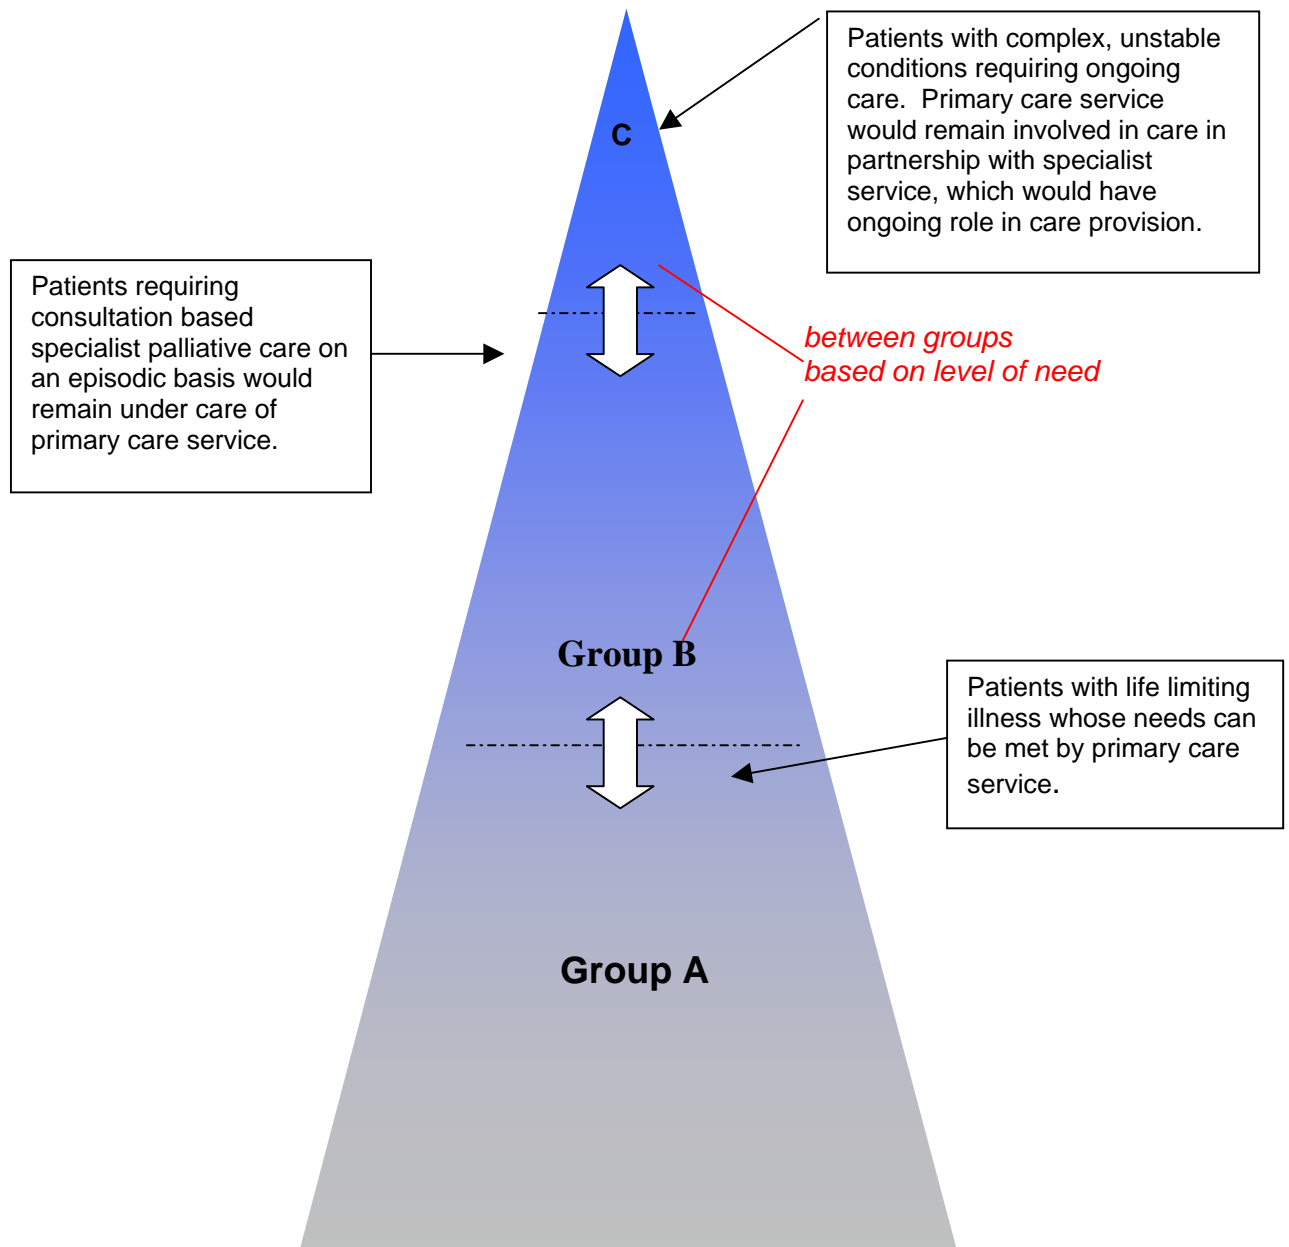 Patients with complex, unstable
conditions requiring ongoing
care.  Primary care service
would remain involved in care in
partnership with specialist
service, which would have
ongoing role in care provision.
C
Patients requiring
consultation based
specialist palliative care on
an episodic basis would
remain under care of
primary care service.
between groups
based on level of need
Group B
Patients with life limiting
illness whose needs can
be met by primary care
service.
Group A